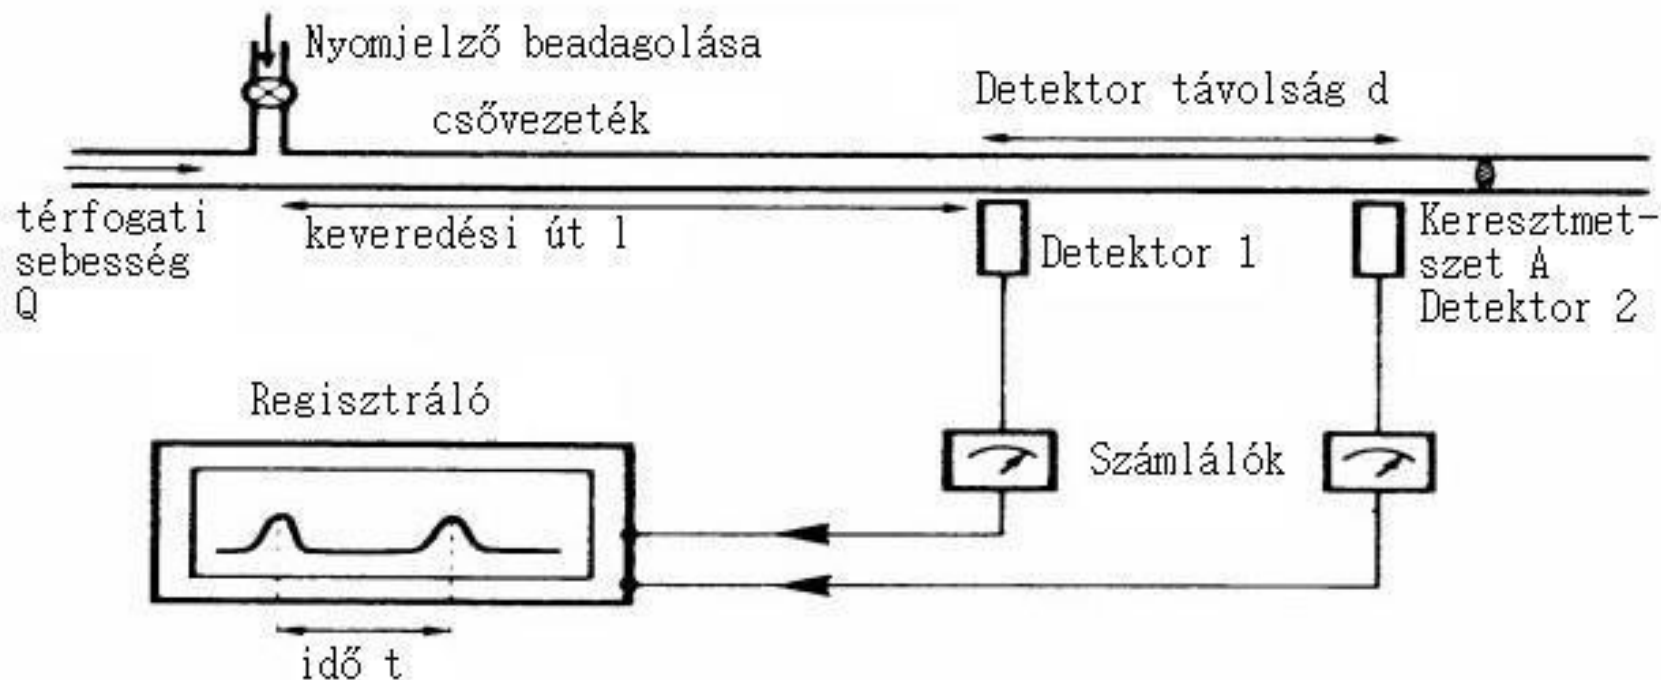 Nyomjelző beadagolása
Detektor távolság d
csővezeték
térfogati
sebesség
Q
keveredési út l
Detektor 1
Keresztmet-
szet A
Detektor 2
Regisztráló
Számlálók
idő t